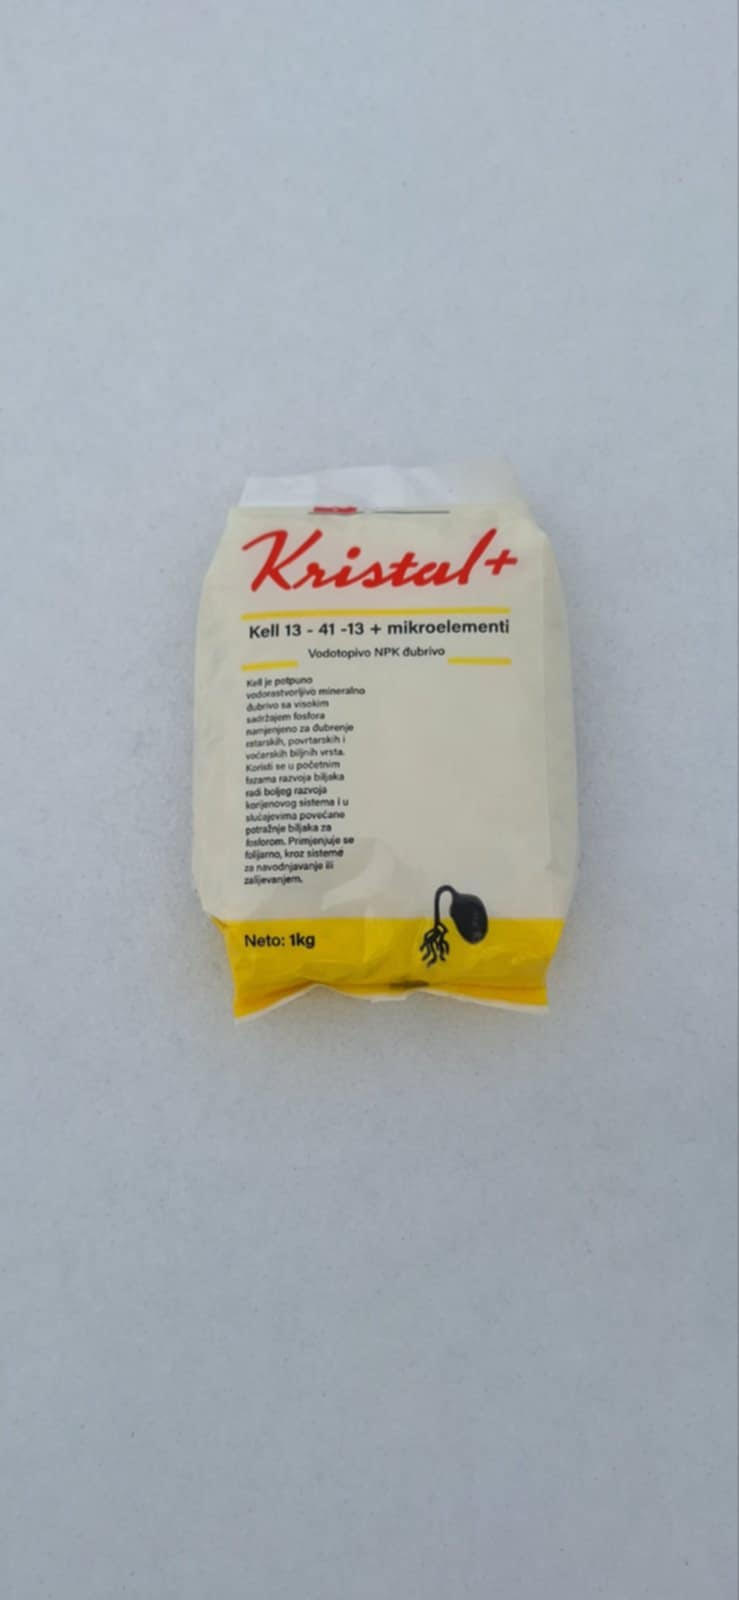 Kristal+
Kell 13 - 41 -13 + mikroelementi
Vodotopivo NPK đubrivo
Kell je potpuno
vodorastvorljivo mineralno
đubrivo sa visokim
sadržajem fosfora
namjenjeno za đubrenje
ratarskih, povrtarskih i
voćarskih biljnih vrsta.
Koristi se u početnim
fazama razvoja biljaka
radi boljeg razvoja
korijenovog sistema i u
slučajevima povećane
potražnje biljaka za
fosforom. Primjenjuje se
folijarno, kroz sisteme
za navodnjavanje ili
zalijevanjem.
Neto: 1kg